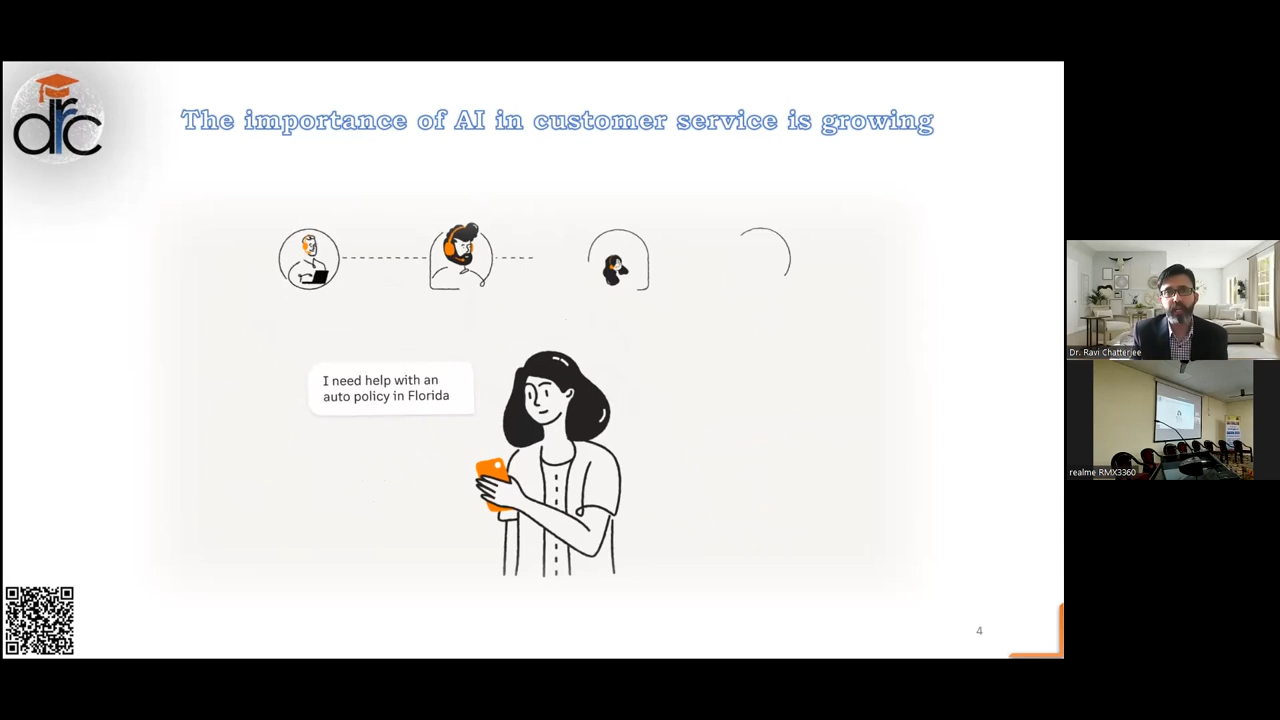 drc
The importance of AI in customer service is growing
I need help with an
auto policy in Florida
4
Dr. Ravi Chatterjee
realme RMX3360